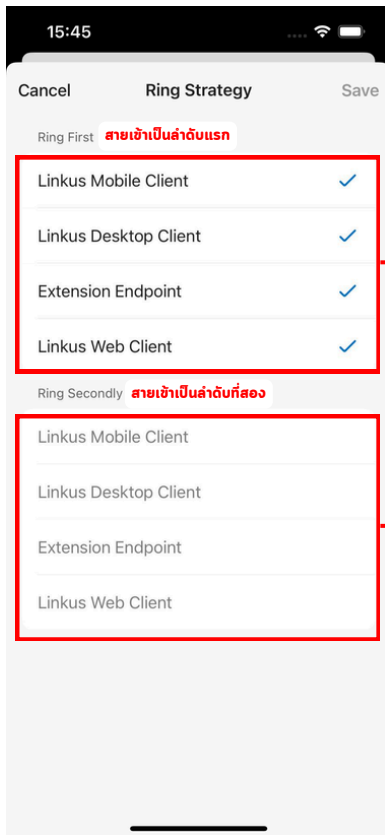 15:45
Cancel Ring Strategy Save
Ring First สายเข้าเป็นลำดับแรก
Linkus Mobile Client
Linkus Desktop Client
Extension Endpoint
Linkus Web Client
Ring Secondly สายเข้าเป็นลำดับที่สอง
Linkus Mobile Client
Linkus Desktop Client
Extension Endpoint
Linkus Web Client